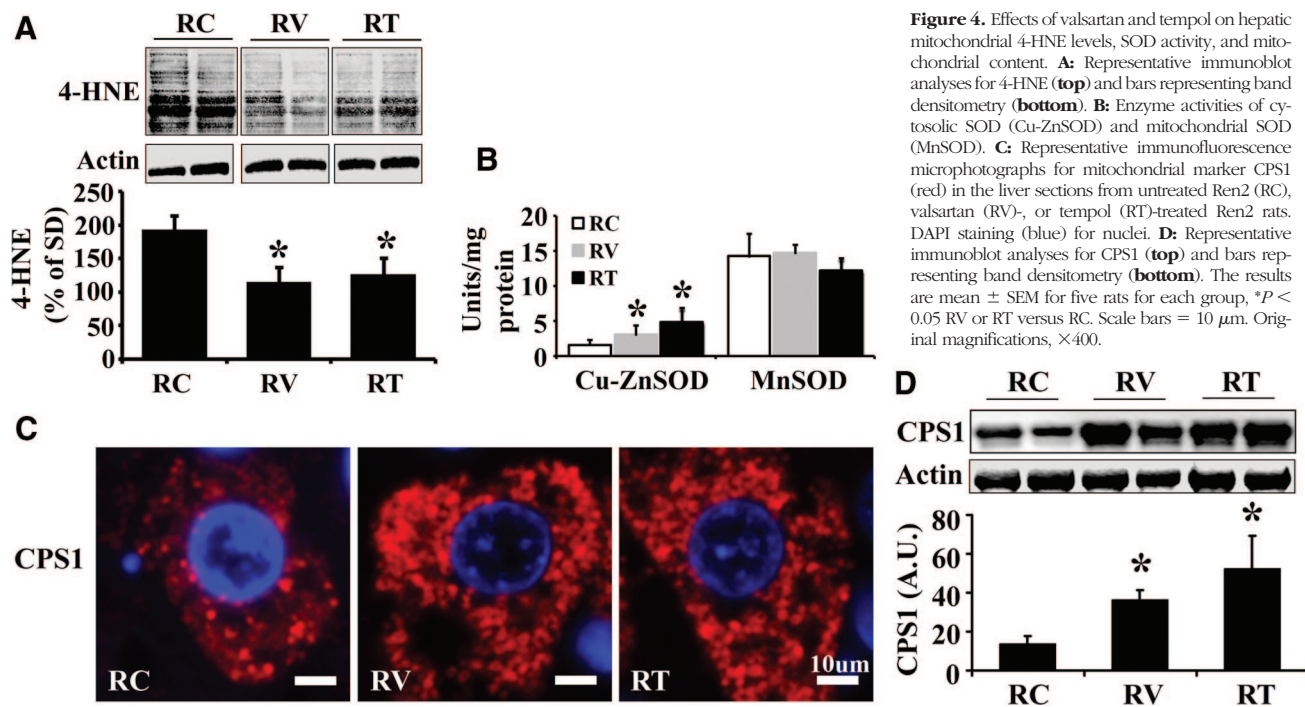 A
RC RV RT
4-HNE
Actin
4-HNE
(% of SD)
250
200
150
100
50
0
* *
RC RV RT
B
Units/mg
protein
20
15
10
5
0
RC
RV
RT
* *
Cu-ZnSOD MnSOD
Figure 4. Effects of valsartan and tempol on hepatic
mitochondrial 4-HNE levels, SOD activity, and mito-
chondrial content. A: Representative immunoblot
analyses for 4-HNE (top) and bars representing band
densitometry (bottom). B: Enzyme activities of cy-
tosolic SOD (Cu-ZnSOD) and mitochondrial SOD
(MnSOD). C: Representative immunofluorescence
microphotographs for mitochondrial marker CPS1
(red) in the liver sections from untreated Ren2 (RC),
valsartan (RV)-, or tempol (RT)-treated Ren2 rats.
DAPI staining (blue) for nuclei. D: Representative
immunoblot analyses for CPS1 (top) and bars rep-
resenting band densitometry (bottom). The results
are mean ± SEM for five rats for each group, *P <
0.05 RV or RT versus RC. Scale bars = 10 μm. Orig-
inal magnifications, ×400.
C
CPS1
RC
RV
RT
10um
D
RC RV RT
CPS1
Actin
CPS1 (A.U.)
80
60
40
20
0
* *
RC RV RT